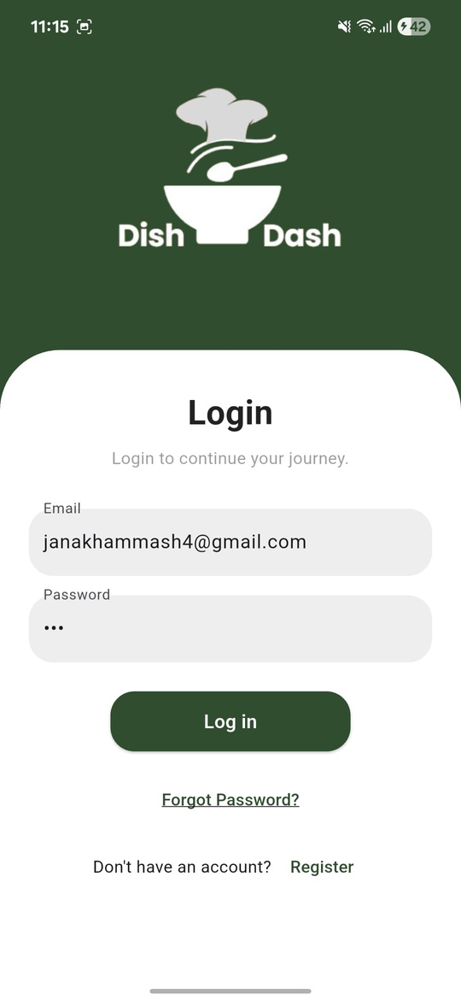 11:15
42
Dish Dash
Login
Login to continue your journey.
Email
janakhammash4@gmail.com
Password
•••
Log in
Forgot Password?
Don't have an account? Register